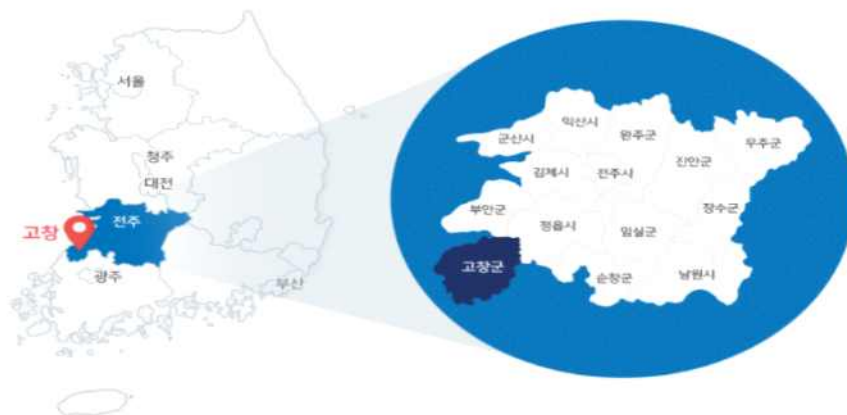 서울
청주
대전
전주
고창
광주
부산
익산시
군산시
완주군
무주군
진안군
김제시
전주시
장수군
부안군
정읍시
임실군
고창군
순창군
남원시